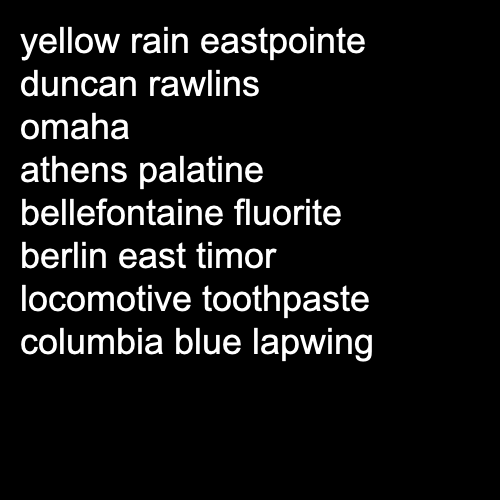 yellow rain eastpointe
duncan rawlins
omaha
athens palatine
bellefontaine fluorite
berlin east timor
locomotive toothpaste
columbia blue lapwing